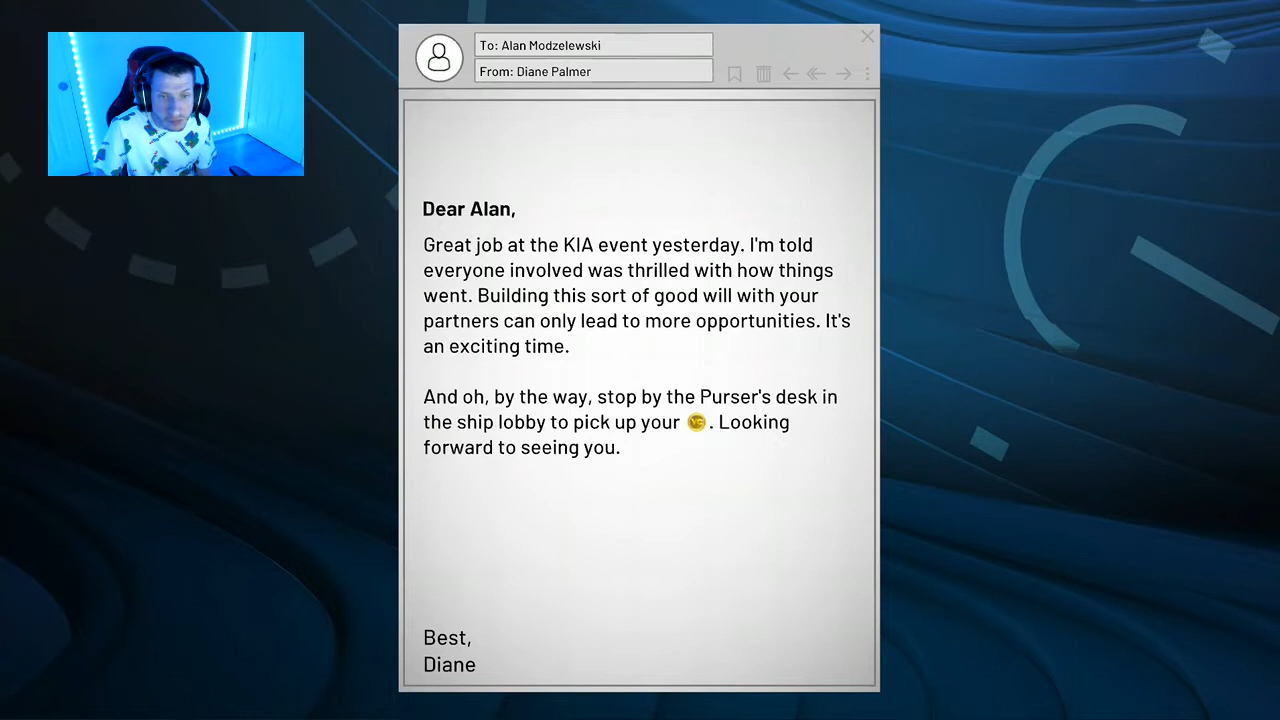 To: Alan Modzelewski
From: Diane Palmer
Dear Alan,
Great job at the KIA event yesterday. I'm told
everyone involved was thrilled with how things
went. Building this sort of good will with your
partners can only lead to more opportunities. It's
an exciting time.
And oh, by the way, stop by the Purser's desk in
the ship lobby to pick up your VC. Looking
forward to seeing you.
Best,
Diane